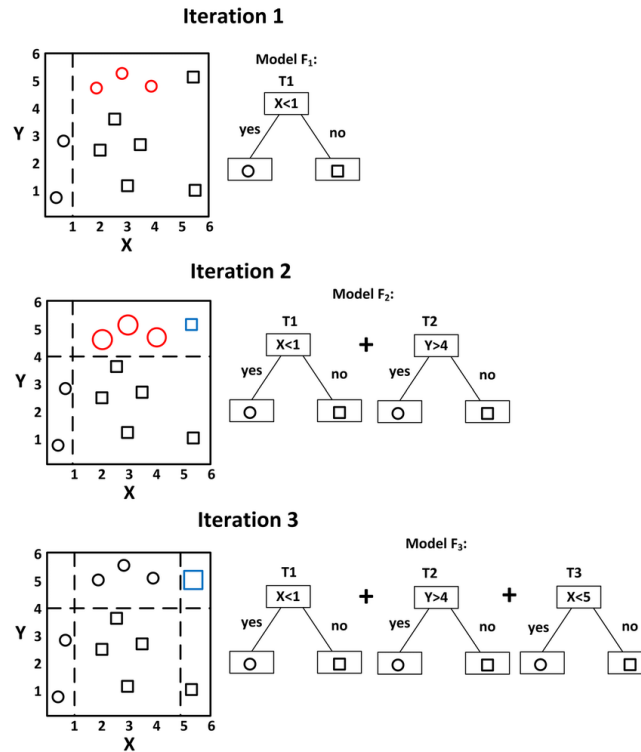 Iteration 1
Model F₁:
T1
X<1
yes
no
6
5
4
3
2
1
Y
1 2 3 4 5 6
X
Iteration 2
Model F₂:
T1
X<1
yes
no
+
T2
Y>4
yes
no
6
5
4
3
2
1
Y
1 2 3 4 5 6
X
Iteration 3
Model F₃:
T1
X<1
yes
no
+
T2
Y>4
yes
no
+
T3
X<5
yes
no
6
5
4
3
2
1
Y
1 2 3 4 5 6
X